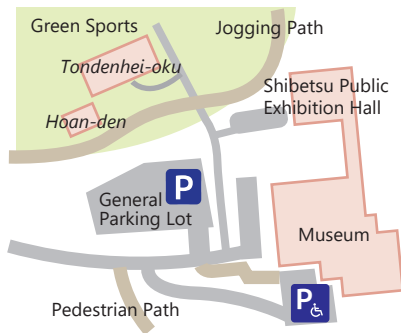 Green Sports
Jogging Path
Tondenhei-oku
Shibetsu Public
Exhibition Hall
Hoan-den
P
General
Parking Lot
Museum
P
Pedestrian Path